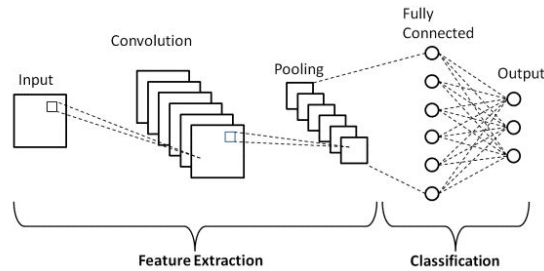 Input
Convolution
Pooling
Fully
Connected
Output
Feature Extraction
Classification